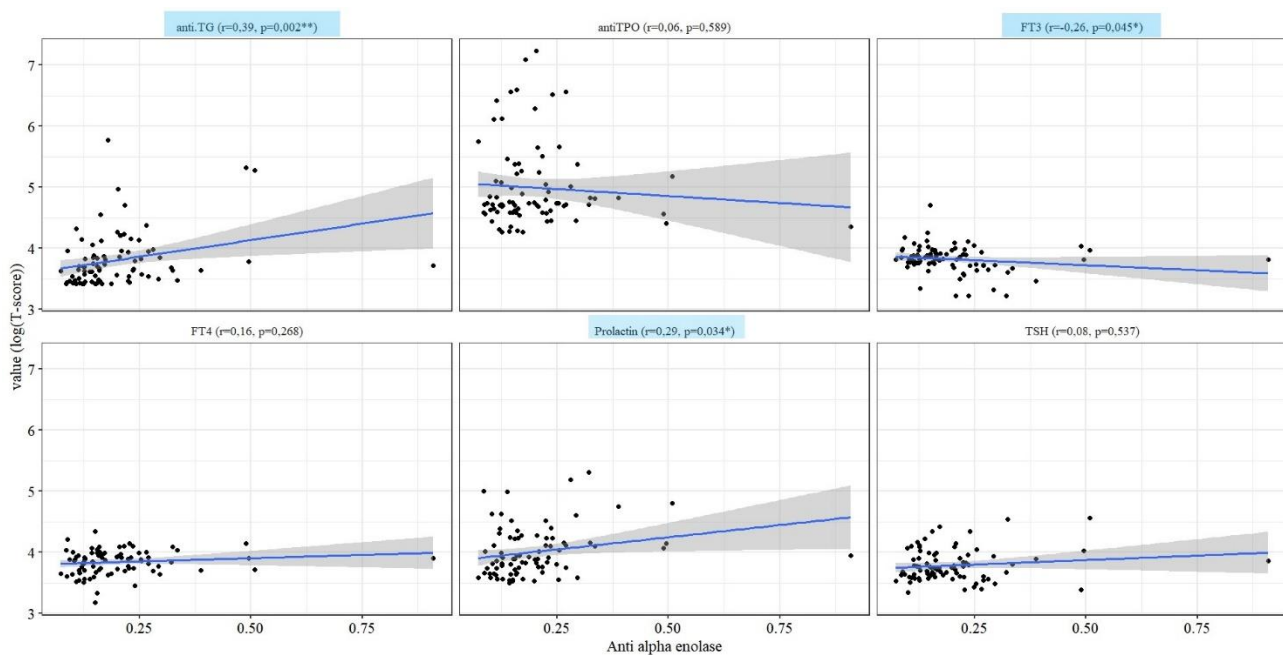 anti.TG (r=0,39, p=0,002**)
antiTPO (r=0,06, p=0,589)
FT3 (r=-0,26, p=0,045*)
7
6
5
4
3
FT4 (r=0,16, p=0,268)
Prolactin (r=0,29, p=0,034*)
TSH (r=0,08, p=0,537)
value (log(T-score))
7
6
5
4
3
0.25 0.50 0.75
0.25 0.50 0.75
0.25 0.50 0.75
Anti alpha enolase